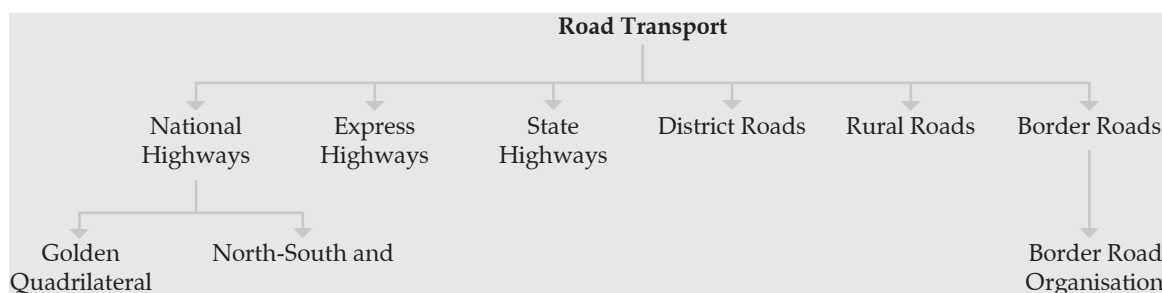 Road Transport
National Express State District Roads Rural Roads Border Roads
Highways Highways Highways
Golden North-South and Border Road
Quadrilateral Organisation